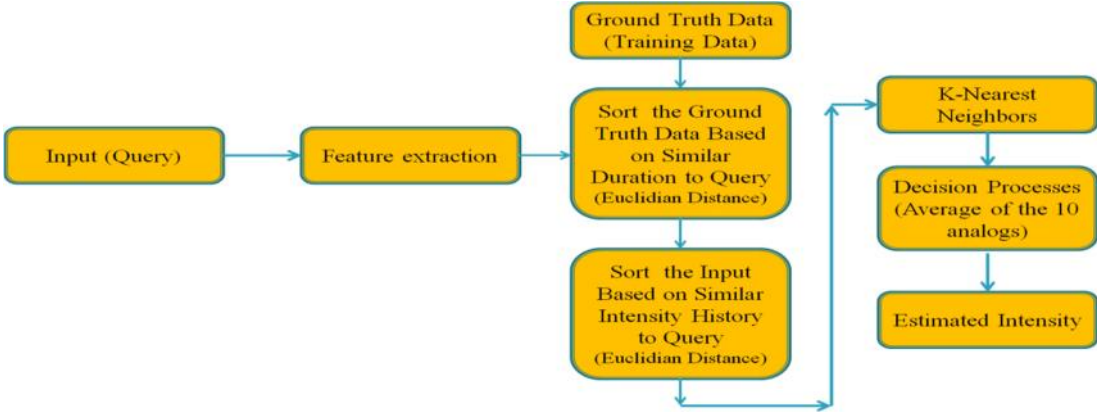 Input (Query)
Feature extraction
Ground Truth Data
(Training Data)
Sort the Ground
Truth Data Based
on Similar
Duration to Query
(Euclidian Distance)
Sort the Input
Based on Similar
Intensity History
to Query
(Euclidian Distance)
K-Nearest
Neighbors
Decision Processes
(Average of the 10
analogs)
Estimated Intensity